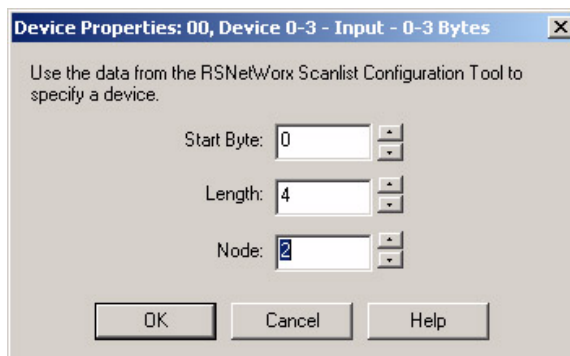 Device Properties: 00, Device 0-3 - Input - 0-3 Bytes
Use the data from the RSNetWorx Scanlist Configuration Tool to
specify a device.
Start Byte: 0
Length: 4
Node: 2
OK Cancel Help